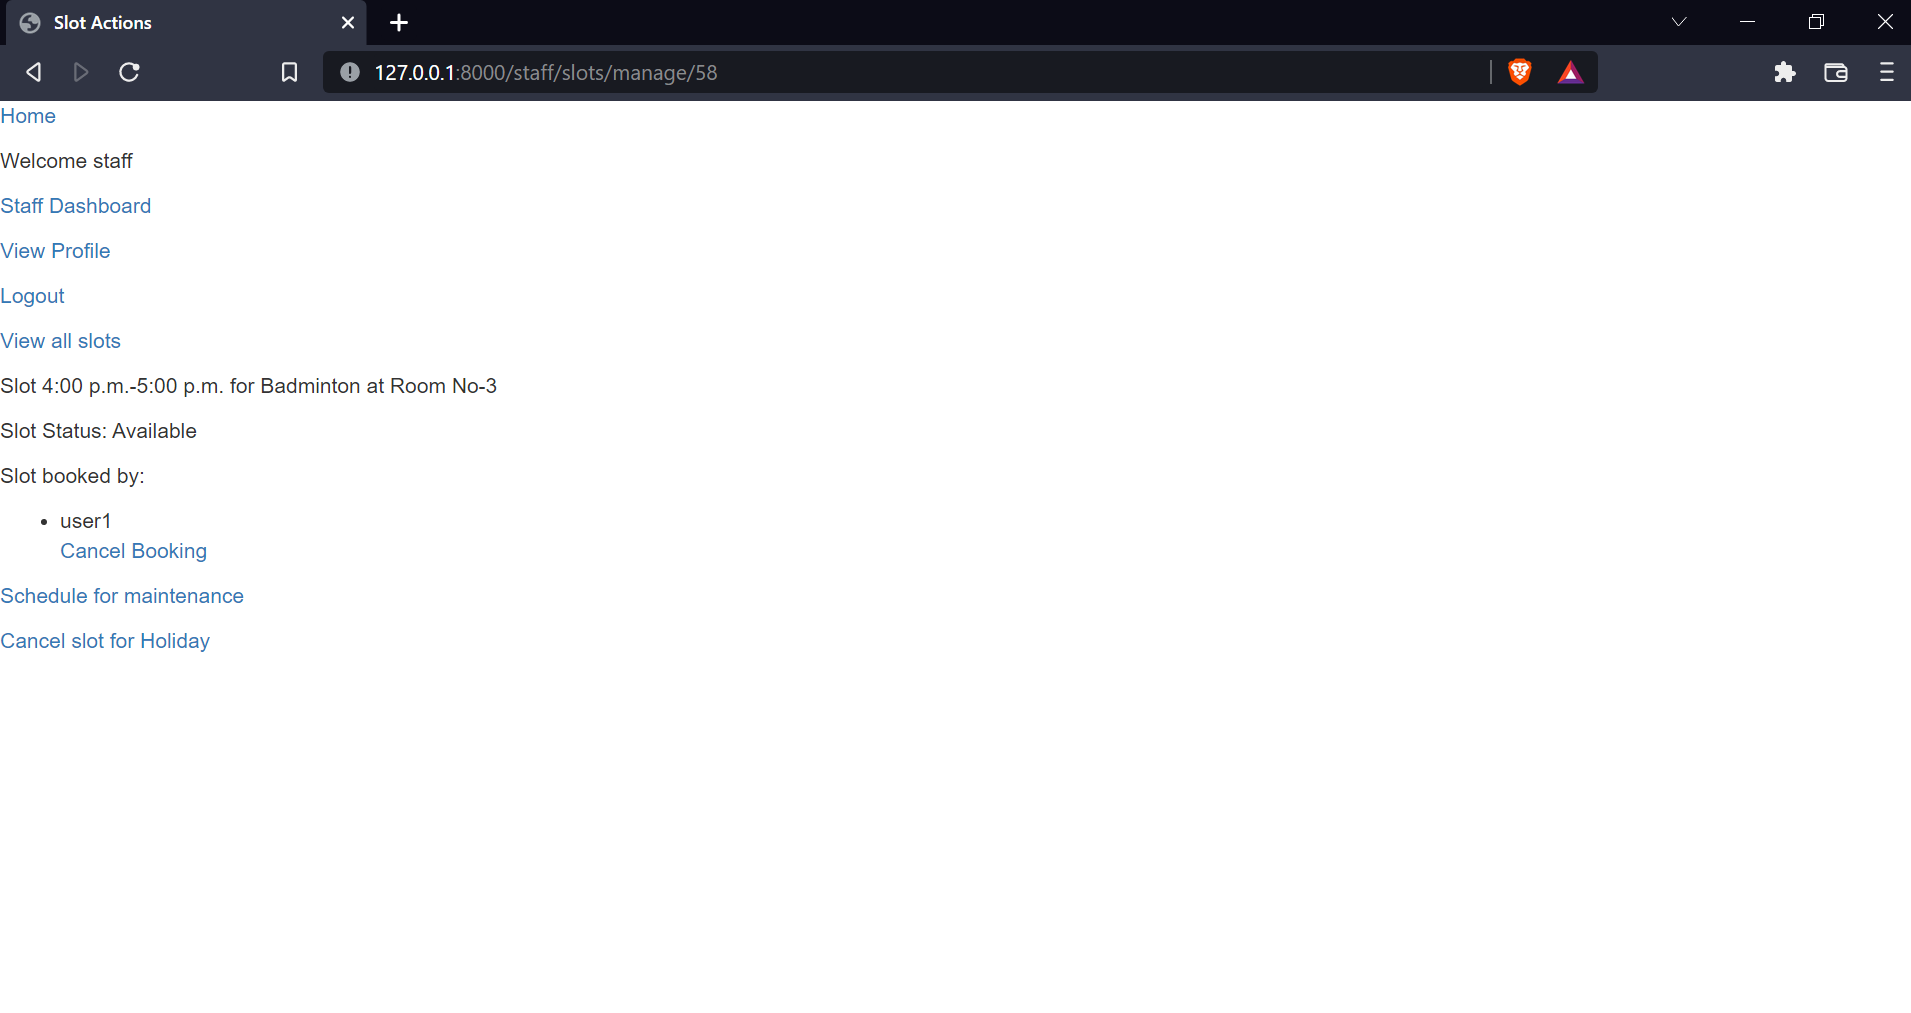 Slot Actions
127.0.0.1:8000/staff/slots/manage/58
Home
Welcome staff
Staff Dashboard
View Profile
Logout
View all slots
Slot 4:00 p.m.-5:00 p.m. for Badminton at Room No-3
Slot Status: Available
Slot booked by:
user1
Cancel Booking
Schedule for maintenance
Cancel slot for Holiday